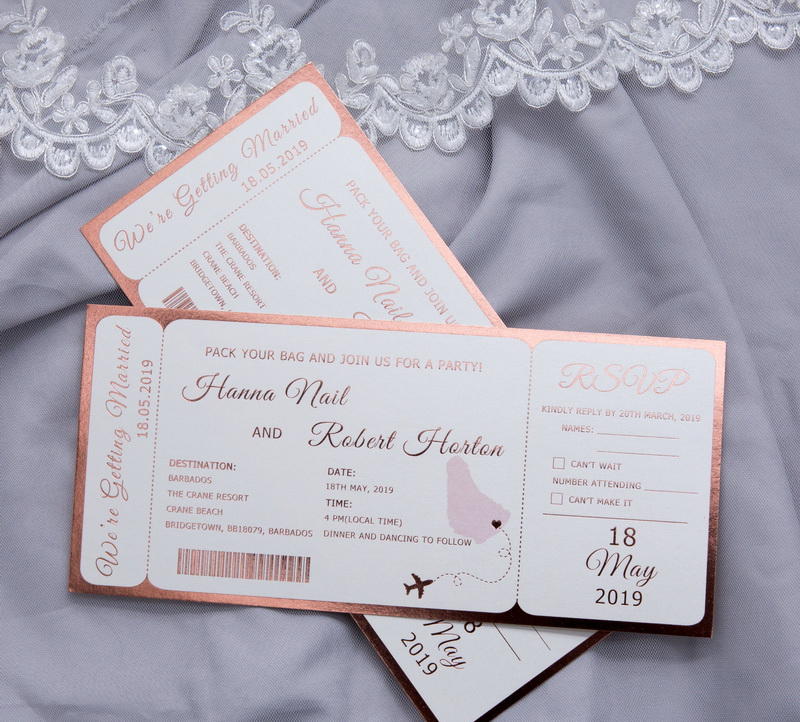 We're Getting Married
18.05.2019
PACK YOUR BAG AND JOIN US
Hanna Nail
AND
DESTINATION:
BARBADOS
THE CRANE RESORT
CRANE BEACH
BRIDGETOWN,
We're Getting Married
18.05.2019
PACK YOUR BAG AND JOIN US FOR A PARTY!
Hanna Nail
AND Robert Horton
DESTINATION:
BARBADOS
THE CRANE RESORT
CRANE BEACH
BRIDGETOWN, BB18079, BARBADOS
DATE:
18TH MAY, 2019
TIME:
4 PM(LOCAL TIME)
DINNER AND DANCING TO FOLLOW
RSVP
KINDLY REPLY BY 20TH MARCH, 2019
NAMES:
CAN'T WAIT
NUMBER ATTENDING
CAN'T MAKE IT
18
May
2019
8
May
2019